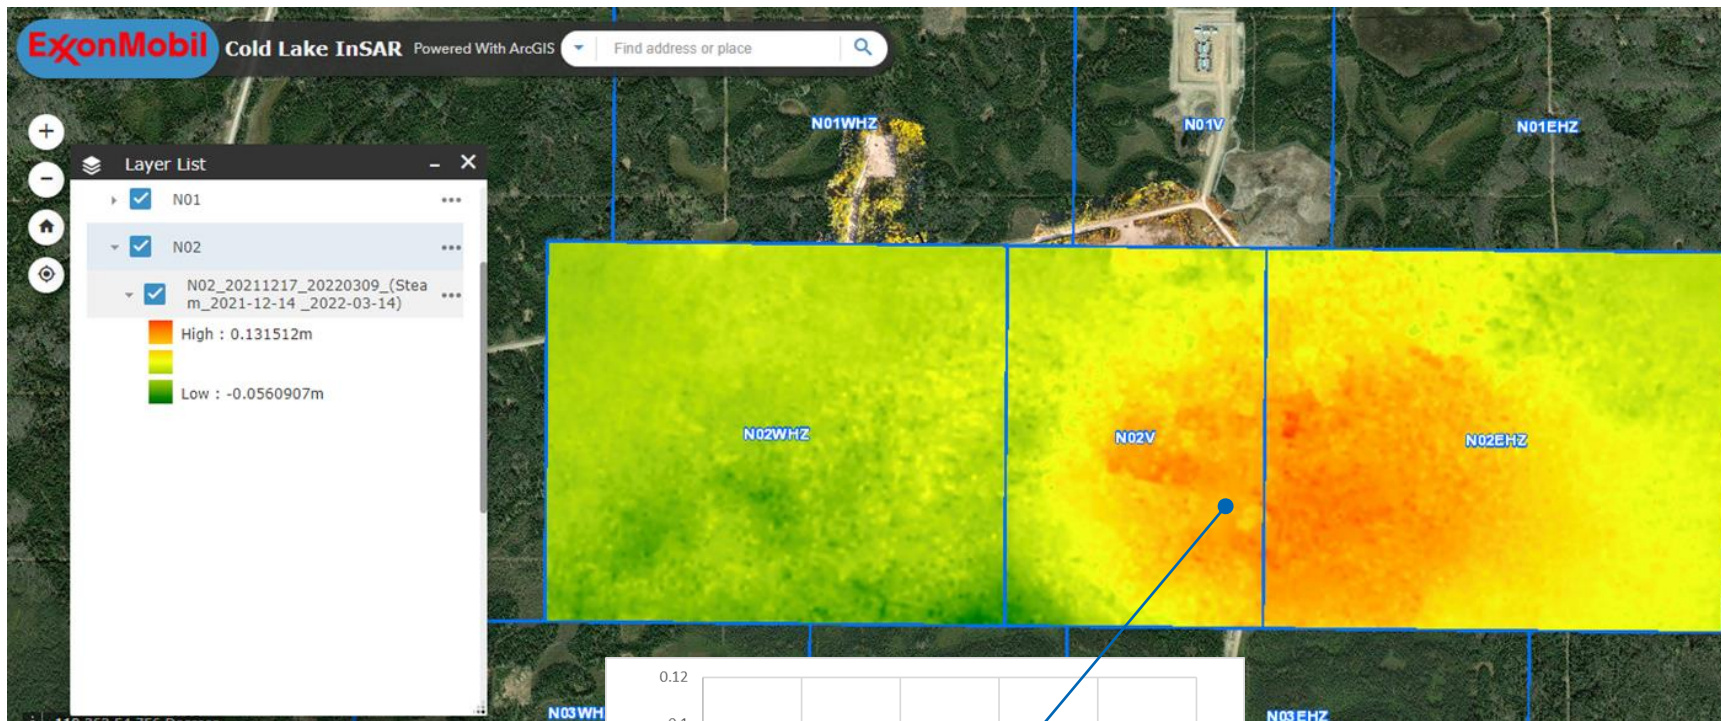 ExxonMobil Cold Lake InSAR Powered With ArcGIS Find address or place
N01WHZ
N01V
N01EHZ
Layer List
N01
N02
N02_20211217_20220309_(Stea
m_2021-12-14 _2022-03-14)
High : 0.131512m
Low : -0.0560907m
N02WHZ
N02V
N02EHZ
0.12
N03WH
N03EHZ